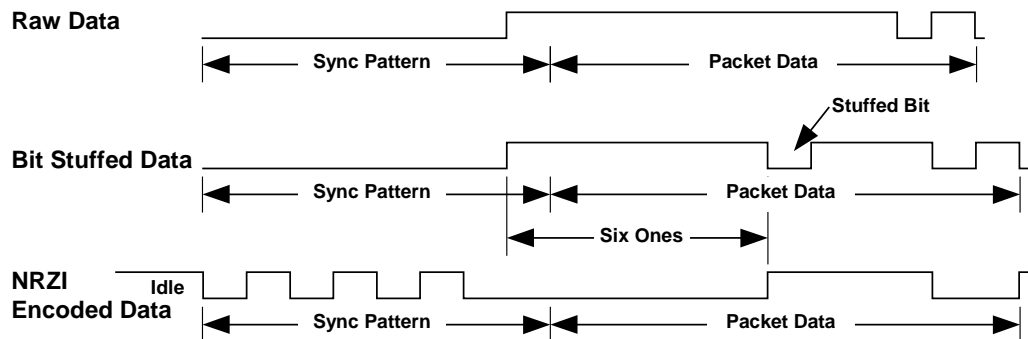 Raw Data
Sync Pattern
Packet Data
Stuffed Bit
Bit Stuffed Data
Sync Pattern
Packet Data
Six Ones
NRZI
Encoded Data
Idle
Sync Pattern
Packet Data